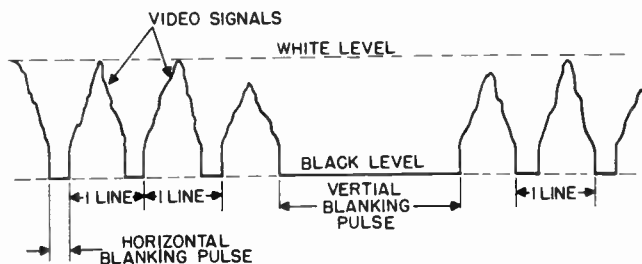 VIDEO SIGNALS
WHITE LEVEL
BLACK LEVEL
1 LINE
1 LINE
VERTIAL
BLANKING
PULSE
1 LINE
HORIZONTAL
BLANKING PULSE